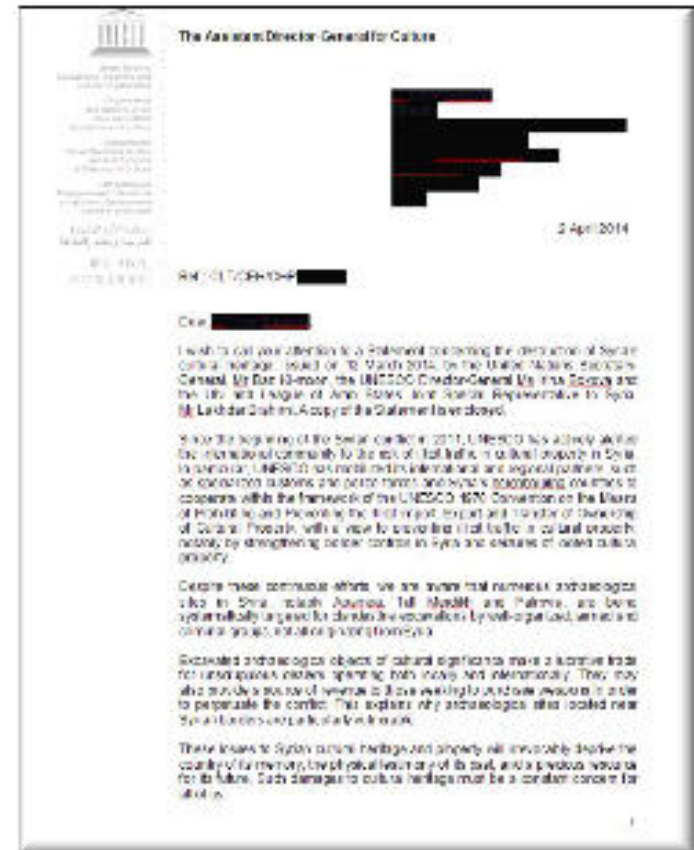 The Assistant Director-General for Culture
2 April 2014
Ref.: CLT/CEH/CHP
Dear
I wish to call your attention to a Statement concerning the destruction of Syria's
cultural heritage, issued on 12 March 2014, by the United Nations Secretary-
General, Mr Ban Ki-moon, the UNESCO Director-General Ms Irina Bokova and
the UN and League of Arab States Joint Special Representative to Syria
Mr Lakhdar Brahimi. A copy of the Statement is enclosed.
Since the beginning of the Syrian conflict in 2011, UNESCO has actively alerted
the international community to the risk of illicit traffic in cultural property in Syria.
In particular, UNESCO has mobilized its international and regional partners, such
as specialized customs and police forces and Syria's neighbouring countries to
cooperate within the framework of the UNESCO 1970 Convention on the Means
of Prohibiting and Preventing the Illicit Import, Export and Transfer of Ownership
of Cultural Property, with a view to preventing illicit traffic in cultural property,
notably by strengthening border controls in Syria and seizures of looted cultural
property.
Despite these continuous efforts, we are aware that numerous archaeological
sites in Syria, notably Apamea, Tell Merdikh and Palmyra, are being
systematically targeted for clandestine excavations by well-organized, armed and
criminal groups, not all originating from Syria.
Excavated archaeological objects of cultural significance make a lucrative trade
for unscrupulous dealers operating both locally and internationally. They may
also provide a source of revenue to those seeking to purchase weapons in order
to perpetuate the conflict. This explains why archaeological sites located near
Syrian borders are particularly vulnerable.
These losses to Syrian cultural heritage and property will irrevocably deprive the
country of its memory, the physical testimony of its past, and a precious resource
for its future. Such damages to cultural heritage must be a constant concern for
all of us.